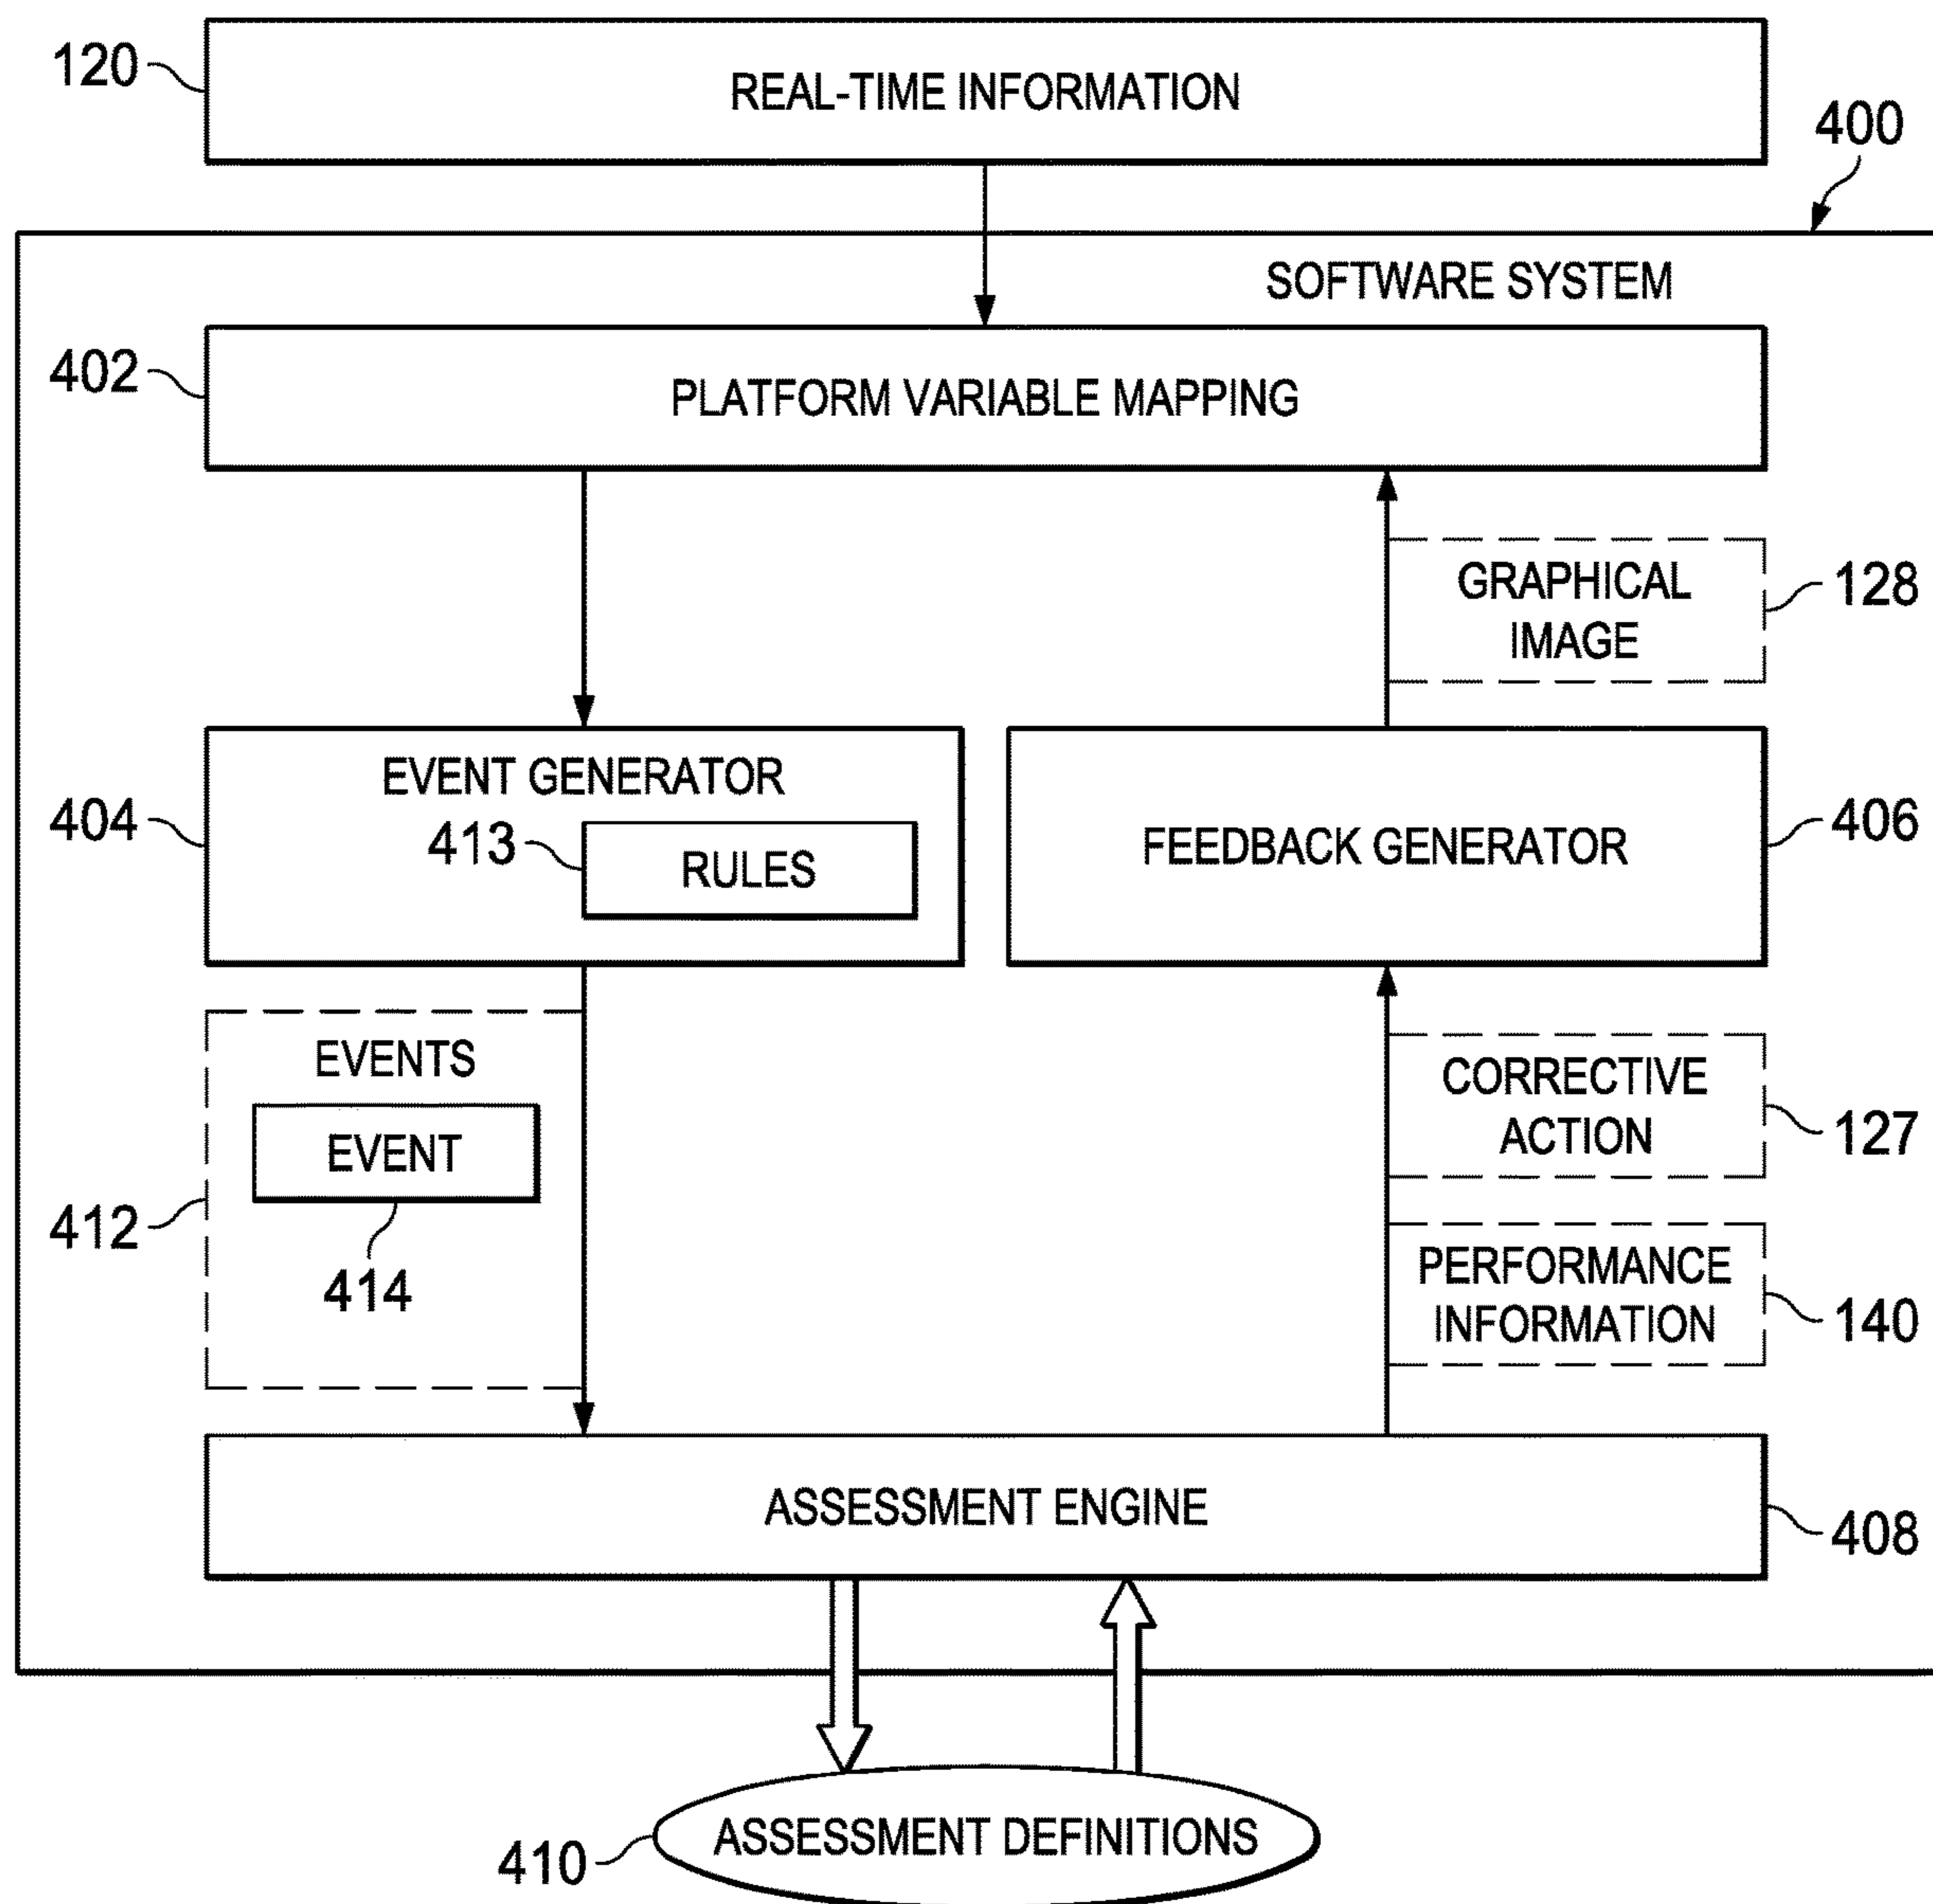 120
REAL-TIME INFORMATION
400
SOFTWARE SYSTEM
402
PLATFORM VARIABLE MAPPING
GRAPHICAL
IMAGE
128
EVENT GENERATOR
404
413
RULES
FEEDBACK GENERATOR
406
EVENTS
EVENT
412
414
CORRECTIVE
ACTION
127
PERFORMANCE
INFORMATION
140
ASSESSMENT ENGINE
408
ASSESSMENT DEFINITIONS
410